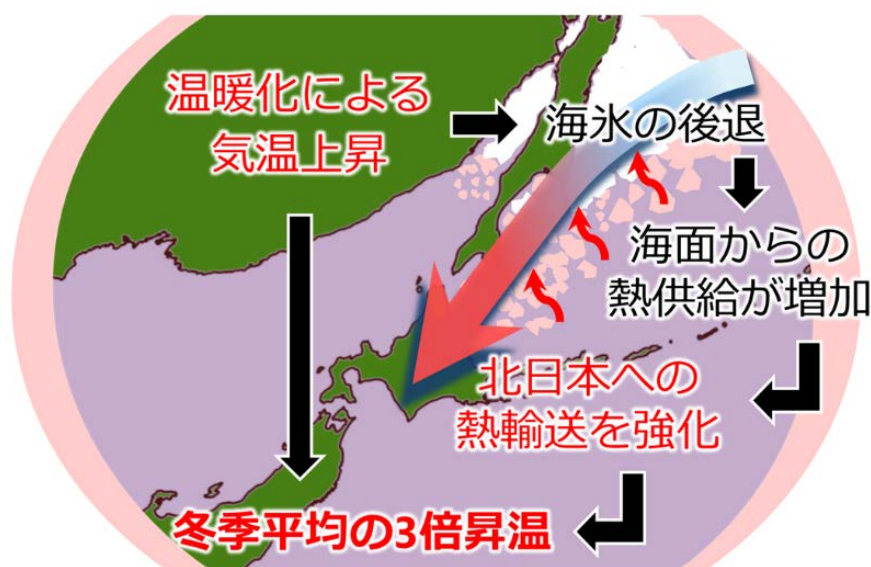 温暖化による
気温上昇
海氷の後退
海面からの
熱供給が増加
北日本への
熱輸送を強化
冬季平均の3倍昇温